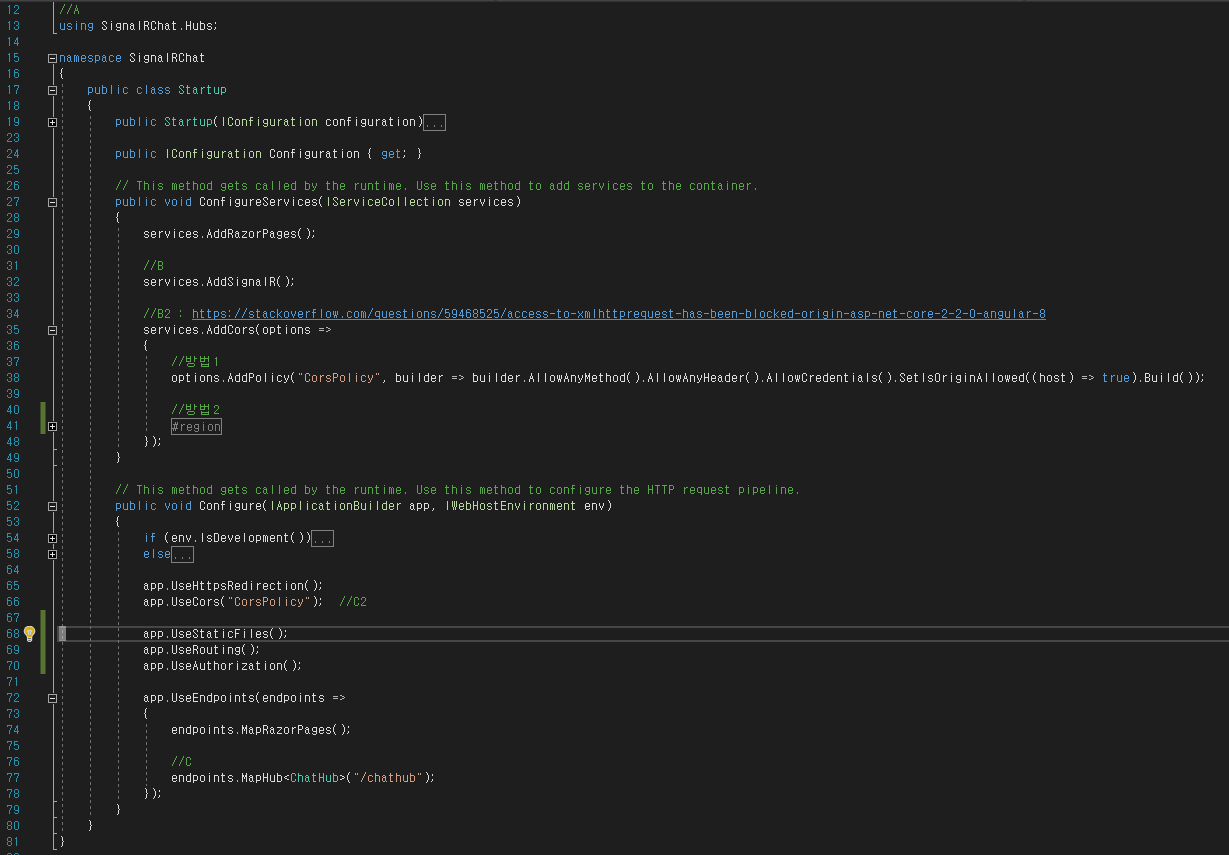 12 //A
13 using SignalRChat.Hubs;
14
15 namespace SignalRChat
16 {
17 public class Startup
18 {
19 public Startup(IConfiguration configuration)...
23
24 public IConfiguration Configuration { get; }
25
26 // This method gets called by the runtime. Use this method to add services to the container.
27 public void ConfigureServices(IServiceCollection services)
28 {
29 services.AddRazorPages();
30
31 //B
32 services.AddSignalR();
33
34 //B2 : https://stackoverflow.com/questions/59468525/access-to-xmlhttprequest-has-been-blocked-origin-asp-net-core-2-2-0-angular-8
35 services.AddCors(options =>
36 {
37 //방법1
38 options.AddPolicy("CorsPolicy", builder => builder.AllowAnyMethod().AllowAnyHeader().AllowCredentials().SetIsOriginAllowed((host) => true).Build());
39
40 //방법2
41 #region
48 });
49 }
50
51 // This method gets called by the runtime. Use this method to configure the HTTP request pipeline.
52 public void Configure(IApplicationBuilder app, IWebHostEnvironment env)
53 {
54 if (env.IsDevelopment())...
58 else...
64
65 app.UseHttpsRedirection();
66 app.UseCors("CorsPolicy"); //C2
67
68 app.UseStaticFiles();
69 app.UseRouting();
70 app.UseAuthorization();
71
72 app.UseEndpoints(endpoints =>
73 {
74 endpoints.MapRazorPages();
75
76 //C
77 endpoints.MapHub<ChatHub>("/chathub");
78 });
79 }
80 }
81 }